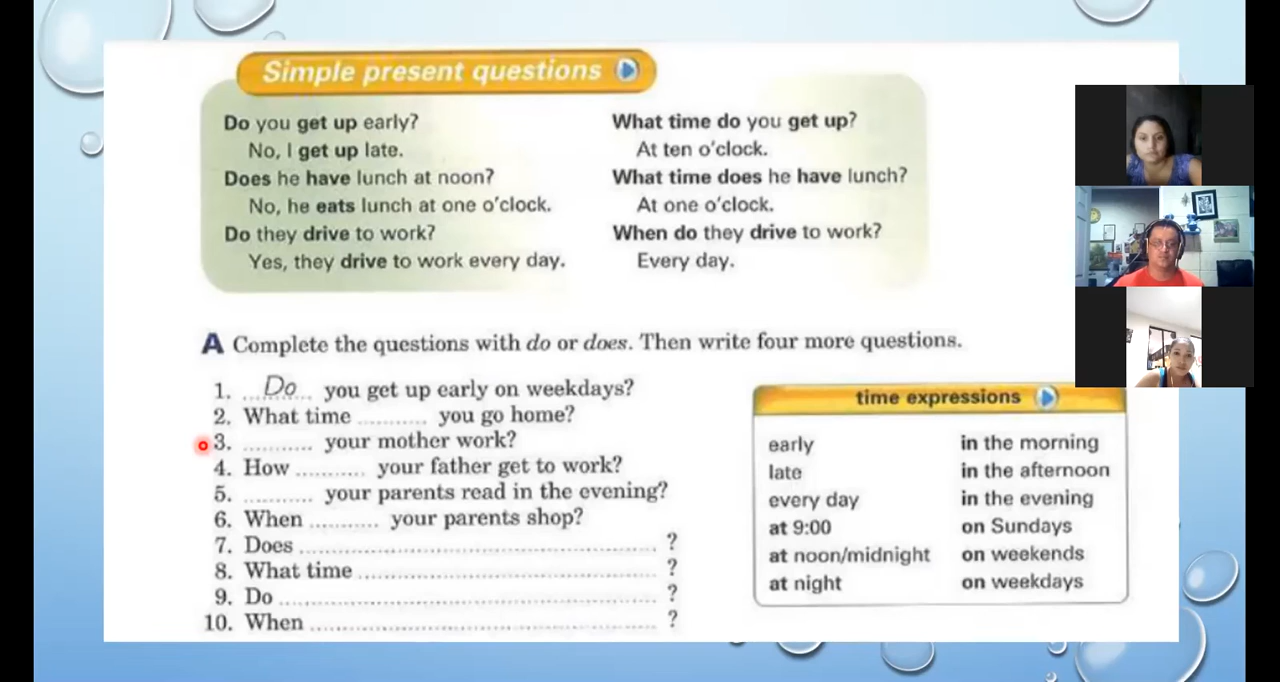 Simple present questions
Do you get up early?
No, I get up late.
Does he have lunch at noon?
No, he eats lunch at one o'clock.
Do they drive to work?
Yes, they drive to work every day.
What time do you get up?
At ten o'clock.
What time does he have lunch?
At one o'clock.
When do they drive to work?
Every day.
A Complete the questions with do or does. Then write four more questions.
1. ....Do.... you get up early on weekdays?
2. What time .......... you go home?
3. .......... your mother work?
4. How .......... your father get to work?
5. .......... your parents read in the evening?
6. When .......... your parents shop?
7. Does .................................................... ?
8. What time ........................................... ?
9. Do ....................................................... ?
10. When .................................................. ?
time expressions
early
late
every day
at 9:00
at noon/midnight
at night
in the morning
in the afternoon
in the evening
on Sundays
on weekends
on weekdays